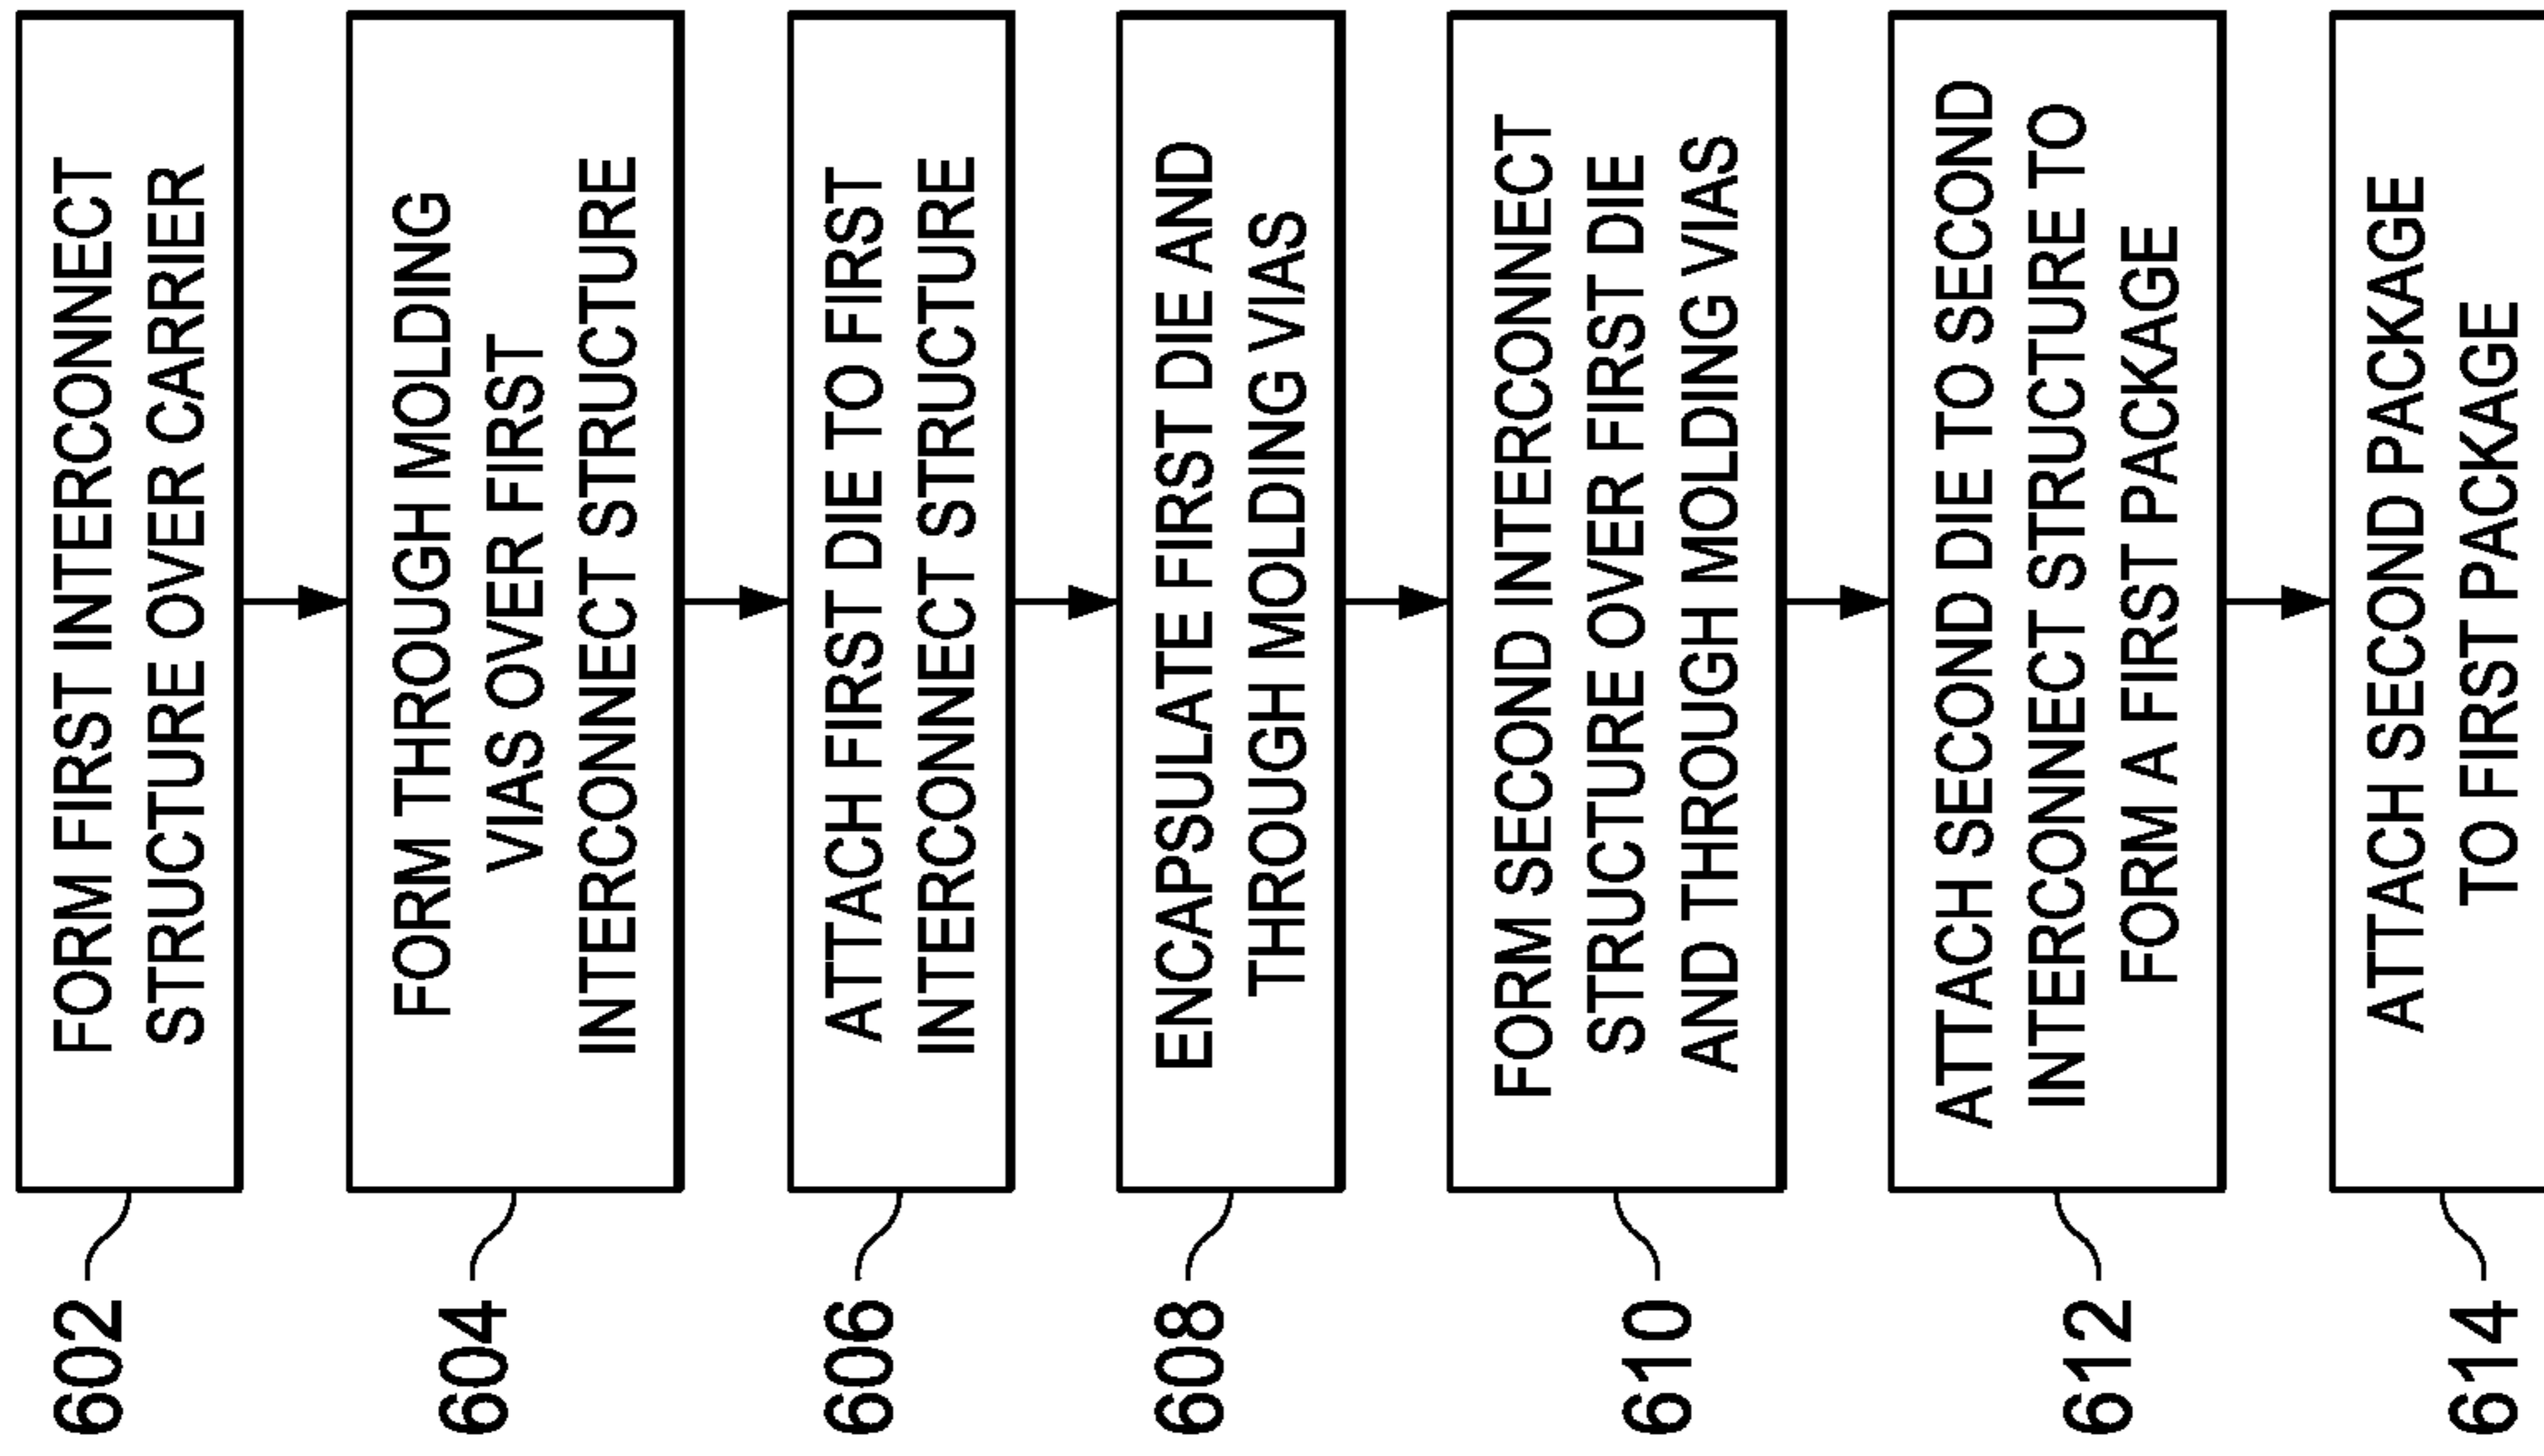 602
FORM FIRST INTERCONNECT
STRUCTURE OVER CARRIER
604
FORM THROUGH MOLDING
VIAS OVER FIRST
INTERCONNECT STRUCTURE
606
ATTACH FIRST DIE TO FIRST
INTERCONNECT STRUCTURE
608
ENCAPSULATE FIRST DIE AND
THROUGH MOLDING VIAS
610
FORM SECOND INTERCONNECT
STRUCTURE OVER FIRST DIE
AND THROUGH MOLDING VIAS
612
ATTACH SECOND DIE TO SECOND
INTERCONNECT STRUCTURE TO
FORM A FIRST PACKAGE
614
ATTACH SECOND PACKAGE
TO FIRST PACKAGE